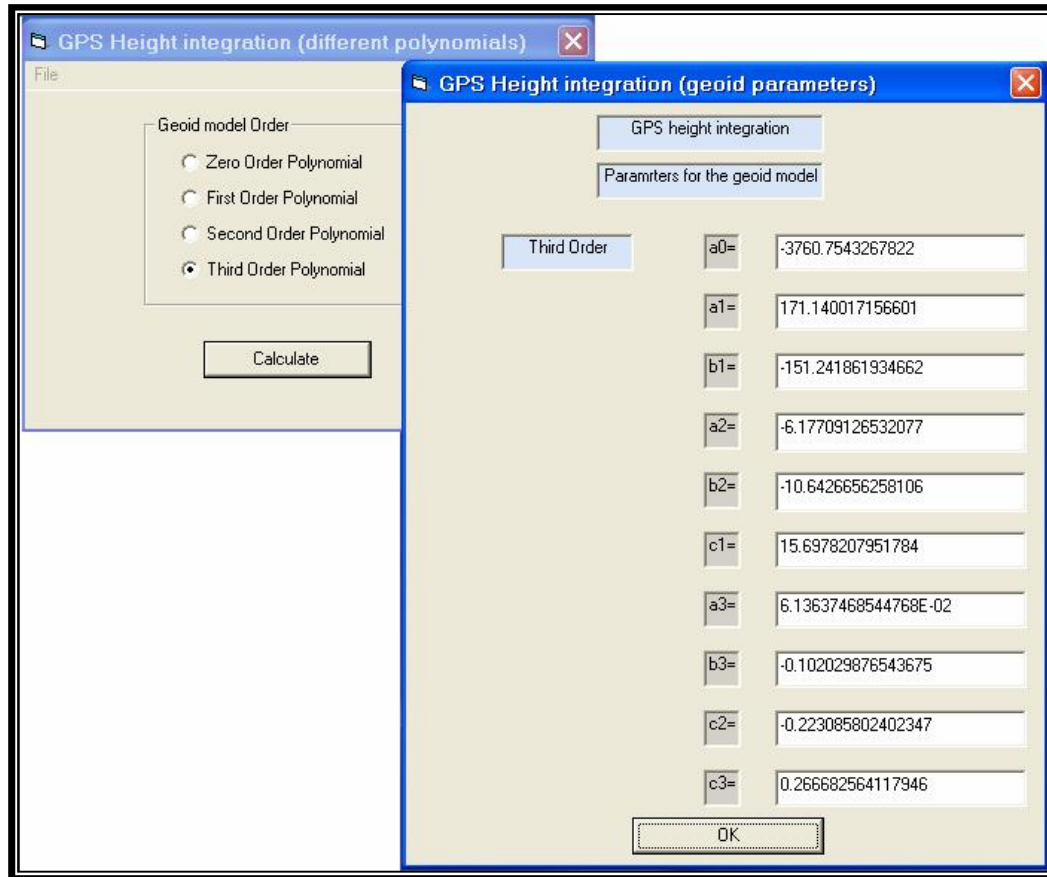 GPS Height integration (different polynomials)
File
Geoid model Order
Zero Order Polynomial
First Order Polynomial
Second Order Polynomial
Third Order Polynomial
Calculate
GPS Height integration (geoid parameters)
GPS height integration
Paramrters for the geoid model
Third Order
a0= -3760.7543267822
a1= 171.140017156601
b1= -151.241861934662
a2= -6.17709126532077
b2= -10.6426656258106
c1= 15.6978207951784
a3= 6.13637468544768E-02
b3= -0.102029876543675
c2= -0.223085802402347
c3= 0.266682564117946
OK